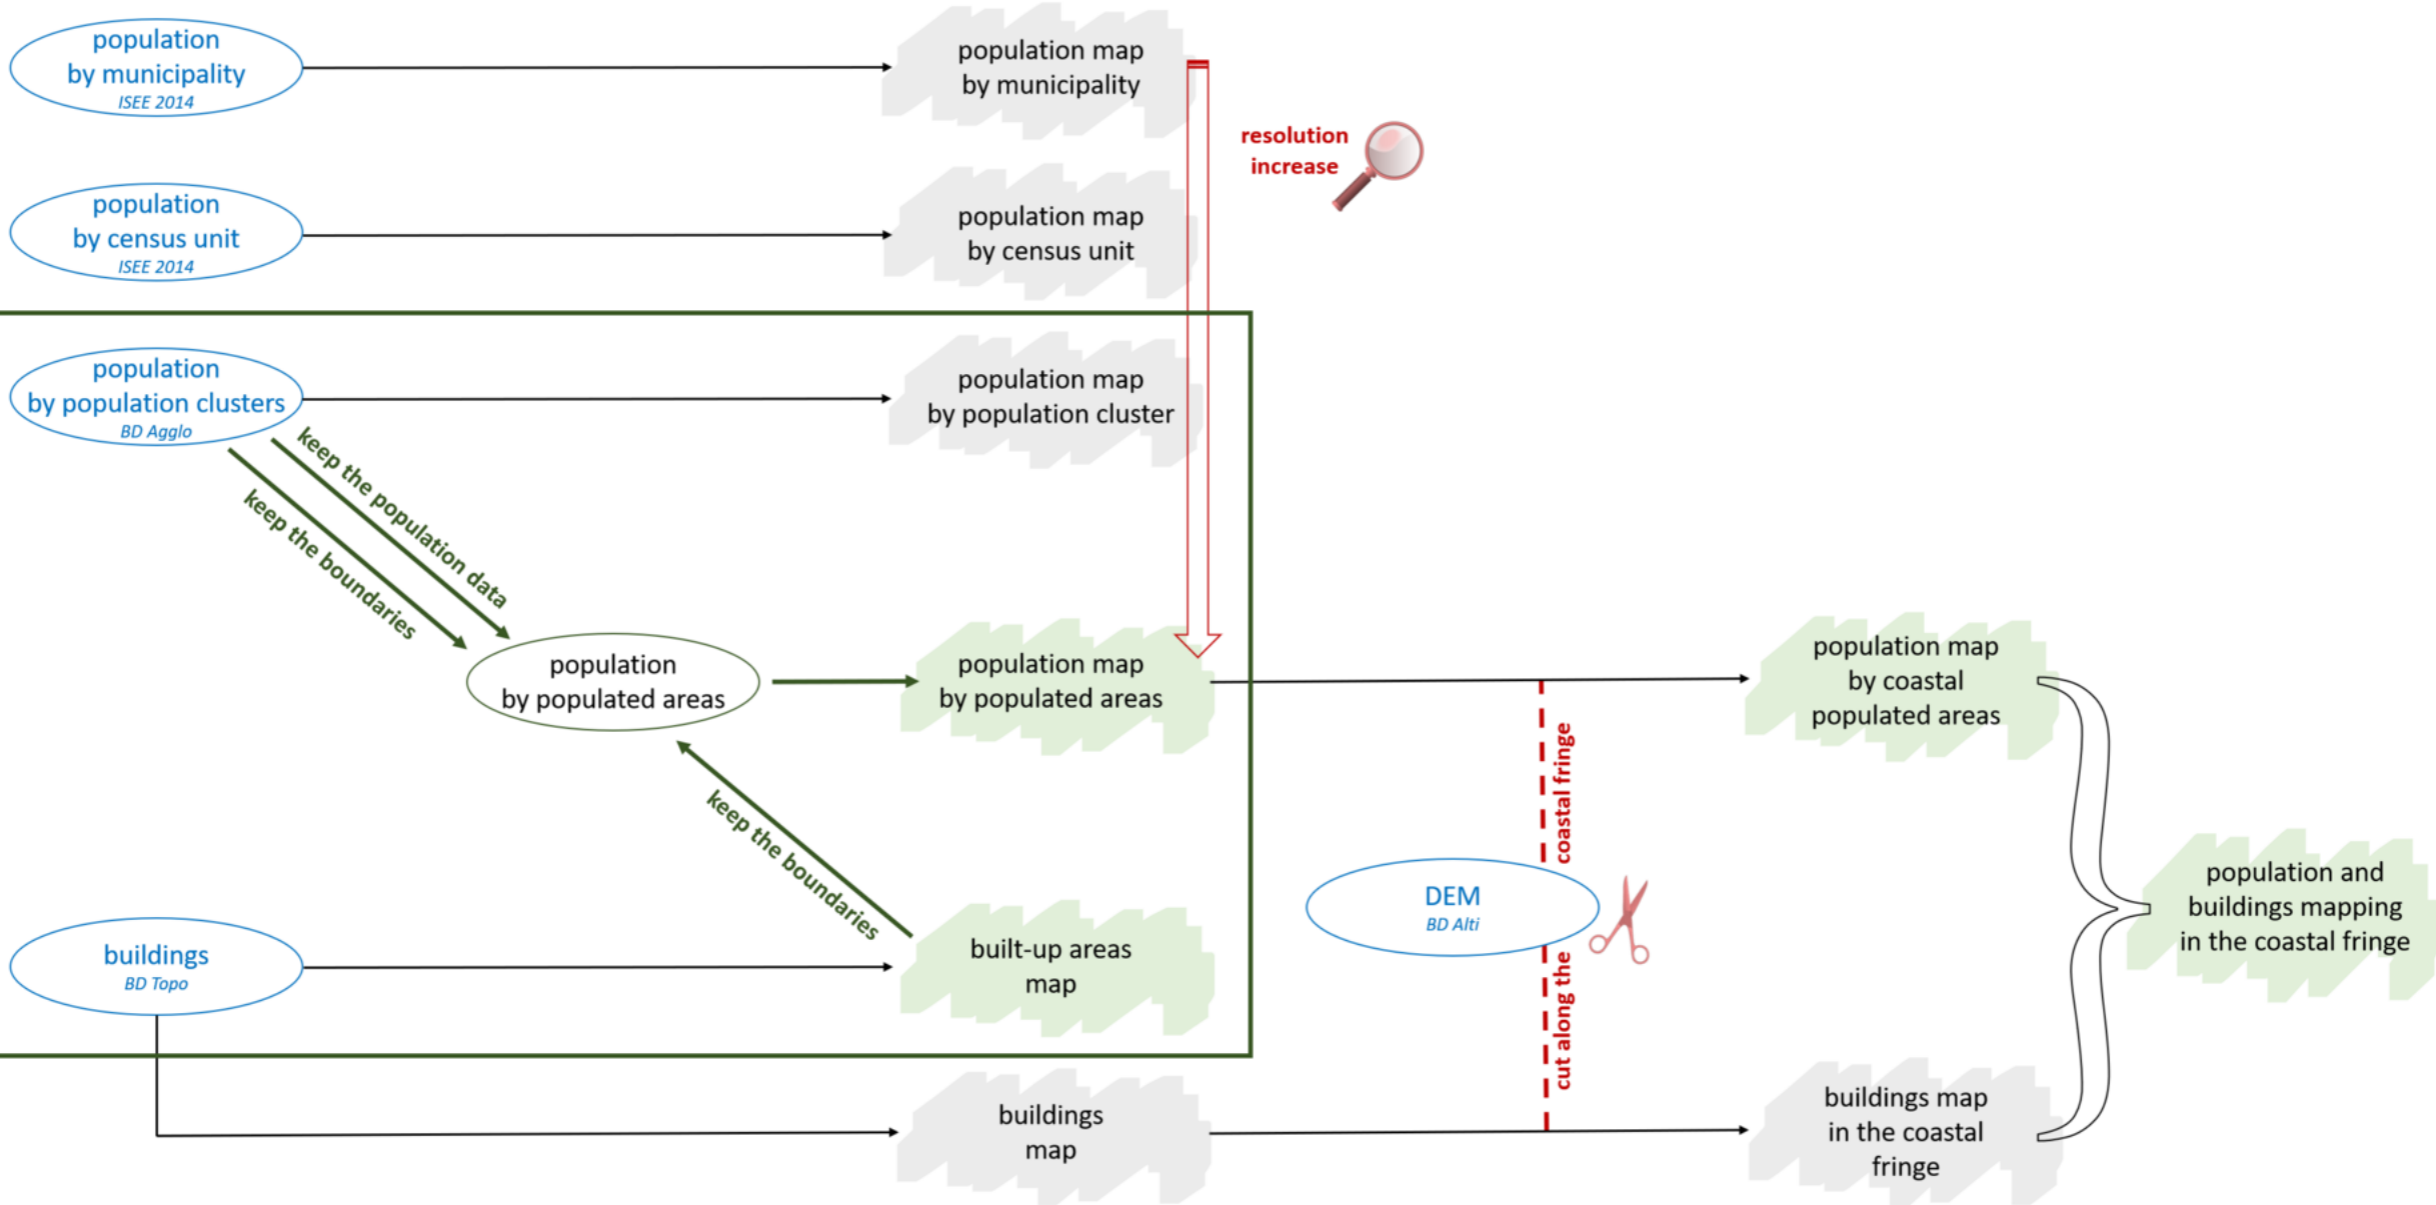 population
by municipality
ISEE 2014
population map
by municipality
resolution
increase
population
by census unit
ISEE 2014
population map
by census unit
population
by population clusters
BD Agglo
population map
by population cluster
keep the population data
keep the boundaries
population
by populated areas
population map
by populated areas
population map
by coastal
populated areas
coastal fringe
keep the boundaries
DEM
BD Alti
population and
buildings mapping
in the coastal fringe
buildings
BD Topo
built-up areas
map
cut along the
buildings
map
buildings map
in the coastal
fringe